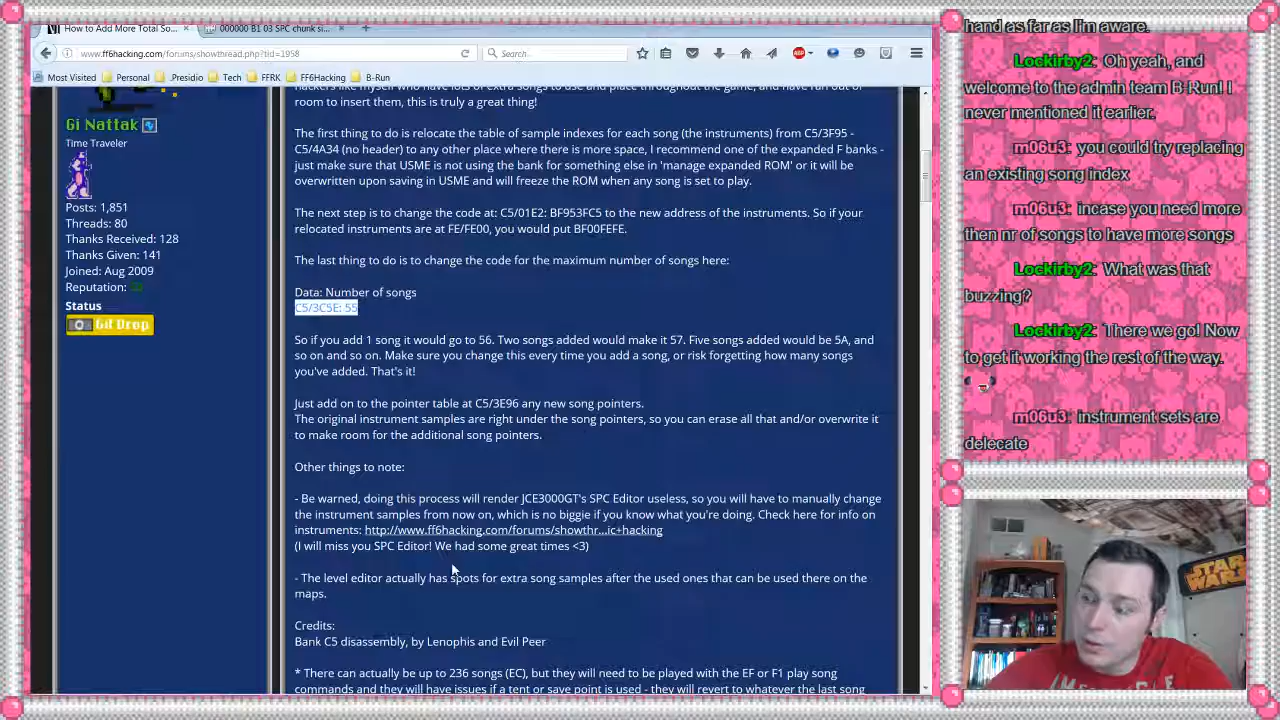 How to Add More Total So...
000000 B1 03 SPC chunk si...
www.ff6hacking.com/forums/showthread.php?tid=1958
Search...
Most Visited Personal .Presidio Tech FFRK FF6Hacking B-Run
hackers like myself who have lots of extra songs to use and place throughout the game, and have run out of
room to insert them, this is truly a great thing!
Gi Nattak
Time Traveler
Posts: 1,851
Threads: 80
Thanks Received: 128
Thanks Given: 141
Joined: Aug 2009
Reputation:
Status
Gil Drop
The first thing to do is relocate the table of sample indexes for each song (the instruments) from C5/3F95 -
C5/4A34 (no header) to any other place where there is more space, I recommend one of the expanded F banks -
just make sure that USME is not using the bank for something else in 'manage expanded ROM' or it will be
overwritten upon saving in USME and will freeze the ROM when any song is set to play.
The next step is to change the code at: C5/01E2: BF953FC5 to the new address of the instruments. So if your
relocated instruments are at FE/FE00, you would put BF00FEFE.
The last thing to do is to change the code for the maximum number of songs here:
Data: Number of songs
C5/3C5E: 55
So if you add 1 song it would go to 56. Two songs added would make it 57. Five songs added would be 5A, and
so on and so on. Make sure you change this every time you add a song, or risk forgetting how many songs
you've added. That's it!
Just add on to the pointer table at C5/3E96 any new song pointers.
The original instrument samples are right under the song pointers, so you can erase all that and/or overwrite it
to make room for the additional song pointers.
Other things to note:
- Be warned, doing this process will render JCE3000GT's SPC Editor useless, so you will have to manually change
the instrument samples from now on, which is no biggie if you know what you're doing. Check here for info on
instruments: http://www.ff6hacking.com/forums/showthr...ic+hacking
(I will miss you SPC Editor! We had some great times <3)
- The level editor actually has spots for extra song samples after the used ones that can be used there on the
maps.
Credits:
Bank C5 disassembly, by Lenophis and Evil Peer
* There can actually be up to 236 songs (EC), but they will need to be played with the EF or F1 play song
commands and they will have issues if a tent or save point is used - they will revert to whatever the last song
hand as far as I'm aware.
Lockirby2: Oh yeah, and
welcome to the admin team B-Run! I
never mentioned it earlier.
m06u3: you could try replacing
an existing song index
m06u3: incase you need more
then nr of songs to have more songs
Lockirby2: What was that
buzzing?
Lockirby2: There we go! Now
to get it working the rest of the way.
m06u3: instrument sets are
delecate
STAR
WARS